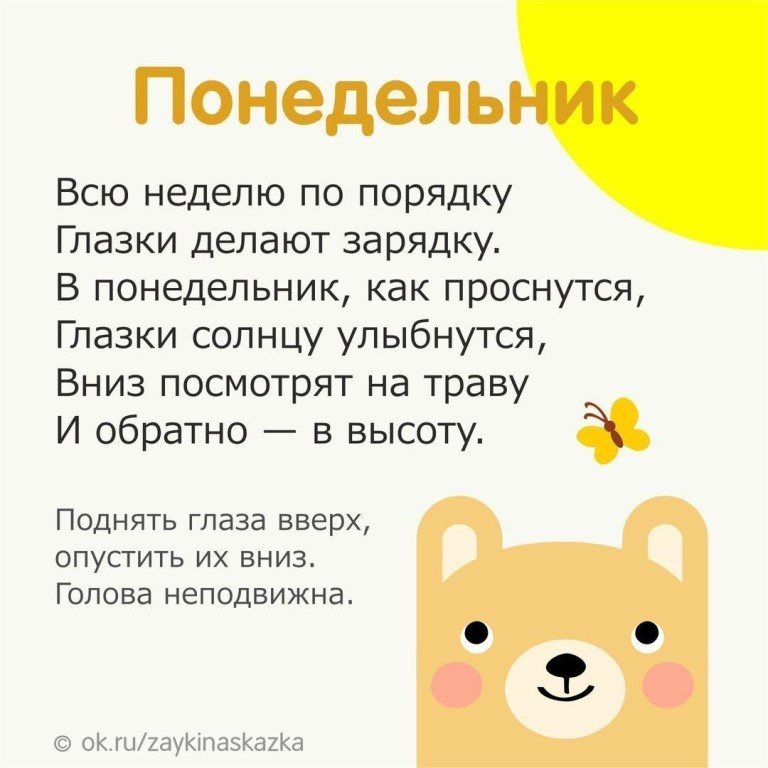 Понедельник
Всю неделю по порядку
Глазки делают зарядку.
В понедельник, как проснутся,
Глазки солнцу улыбнутся,
Вниз посмотрят на траву
И обратно — в высоту.
Поднять глаза вверх,
опустить их вниз.
Голова неподвижна.
© ok.ru/zaykinaskazka